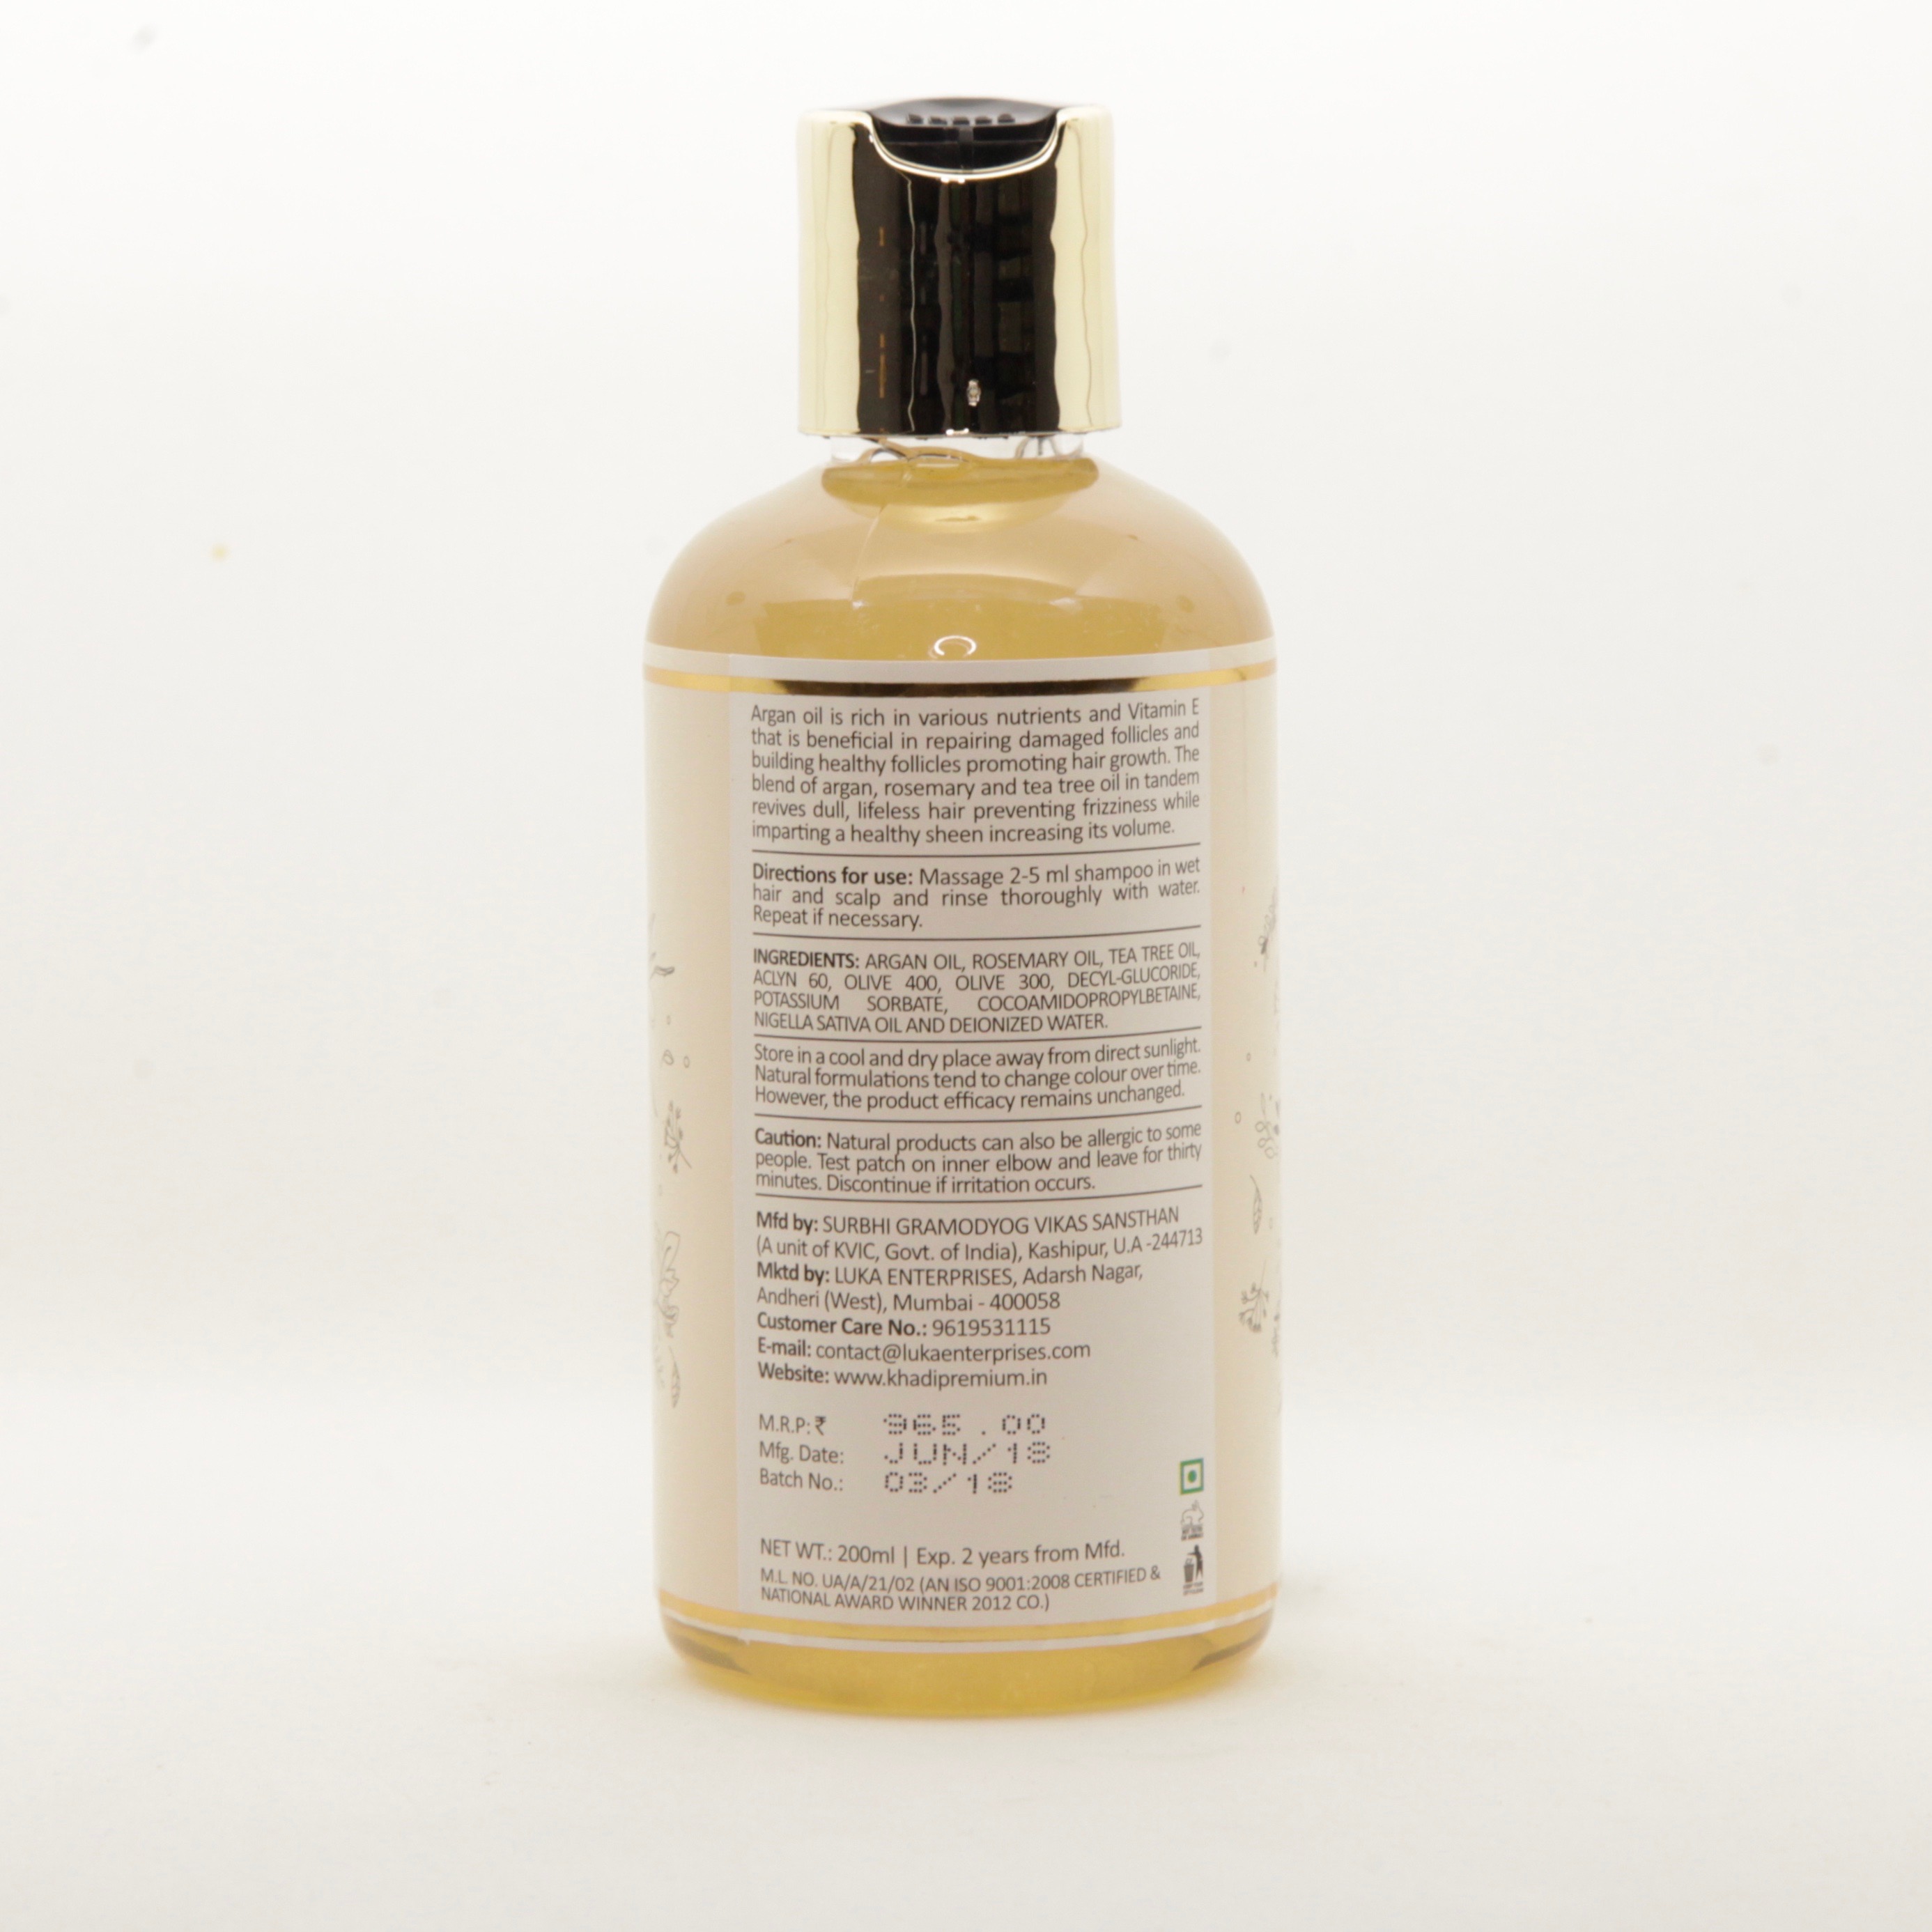 Argan oil is rich in various nutrients and Vitamin E
that is beneficial in repairing damaged follicles and
building healthy follicles promoting hair growth. The
blend of argan, rosemary and tea tree oil in tandem
revives dull, lifeless hair preventing frizziness while
imparting a healthy sheen increasing its volume.
Directions for use: Massage 2-5 ml shampoo in wet
hair and scalp and rinse thoroughly with water.
Repeat if necessary.
INGREDIENTS: ARGAN OIL, ROSEMARY OIL, TEA TREE OIL,
ACLYN 60, OLIVE 400, OLIVE 300, DECYL-GLUCORIDE,
POTASSIUM SORBATE, COCOAMIDOPROPYLBETAINE,
NIGELLA SATIVA OIL AND DEIONIZED WATER.
Store in a cool and dry place away from direct sunlight.
Natural formulations tend to change colour over time.
However, the product efficacy remains unchanged.
Caution: Natural products can also be allergic to some
people. Test patch on inner elbow and leave for thirty
minutes. Discontinue if irritation occurs.
Mfd by: SURBHI GRAMODYOG VIKAS SANSTHAN
(A unit of KVIC, Govt. of India), Kashipur, U.A -244713
Mktd by: LUKA ENTERPRISES, Adarsh Nagar,
Andheri (West), Mumbai - 400058
Customer Care No.: 9619531115
E-mail: contact@lukaenterprises.com
Website: www.khadipremium.in
M.R.P: ₹ 965.00
Mfg. Date: JUN/18
Batch No.: 03/18
NET WT.: 200ml | Exp. 2 years from Mfd.
M.L. NO. UA/A/21/02 (AN ISO 9001:2008 CERTIFIED &
NATIONAL AWARD WINNER 2012 CO.)